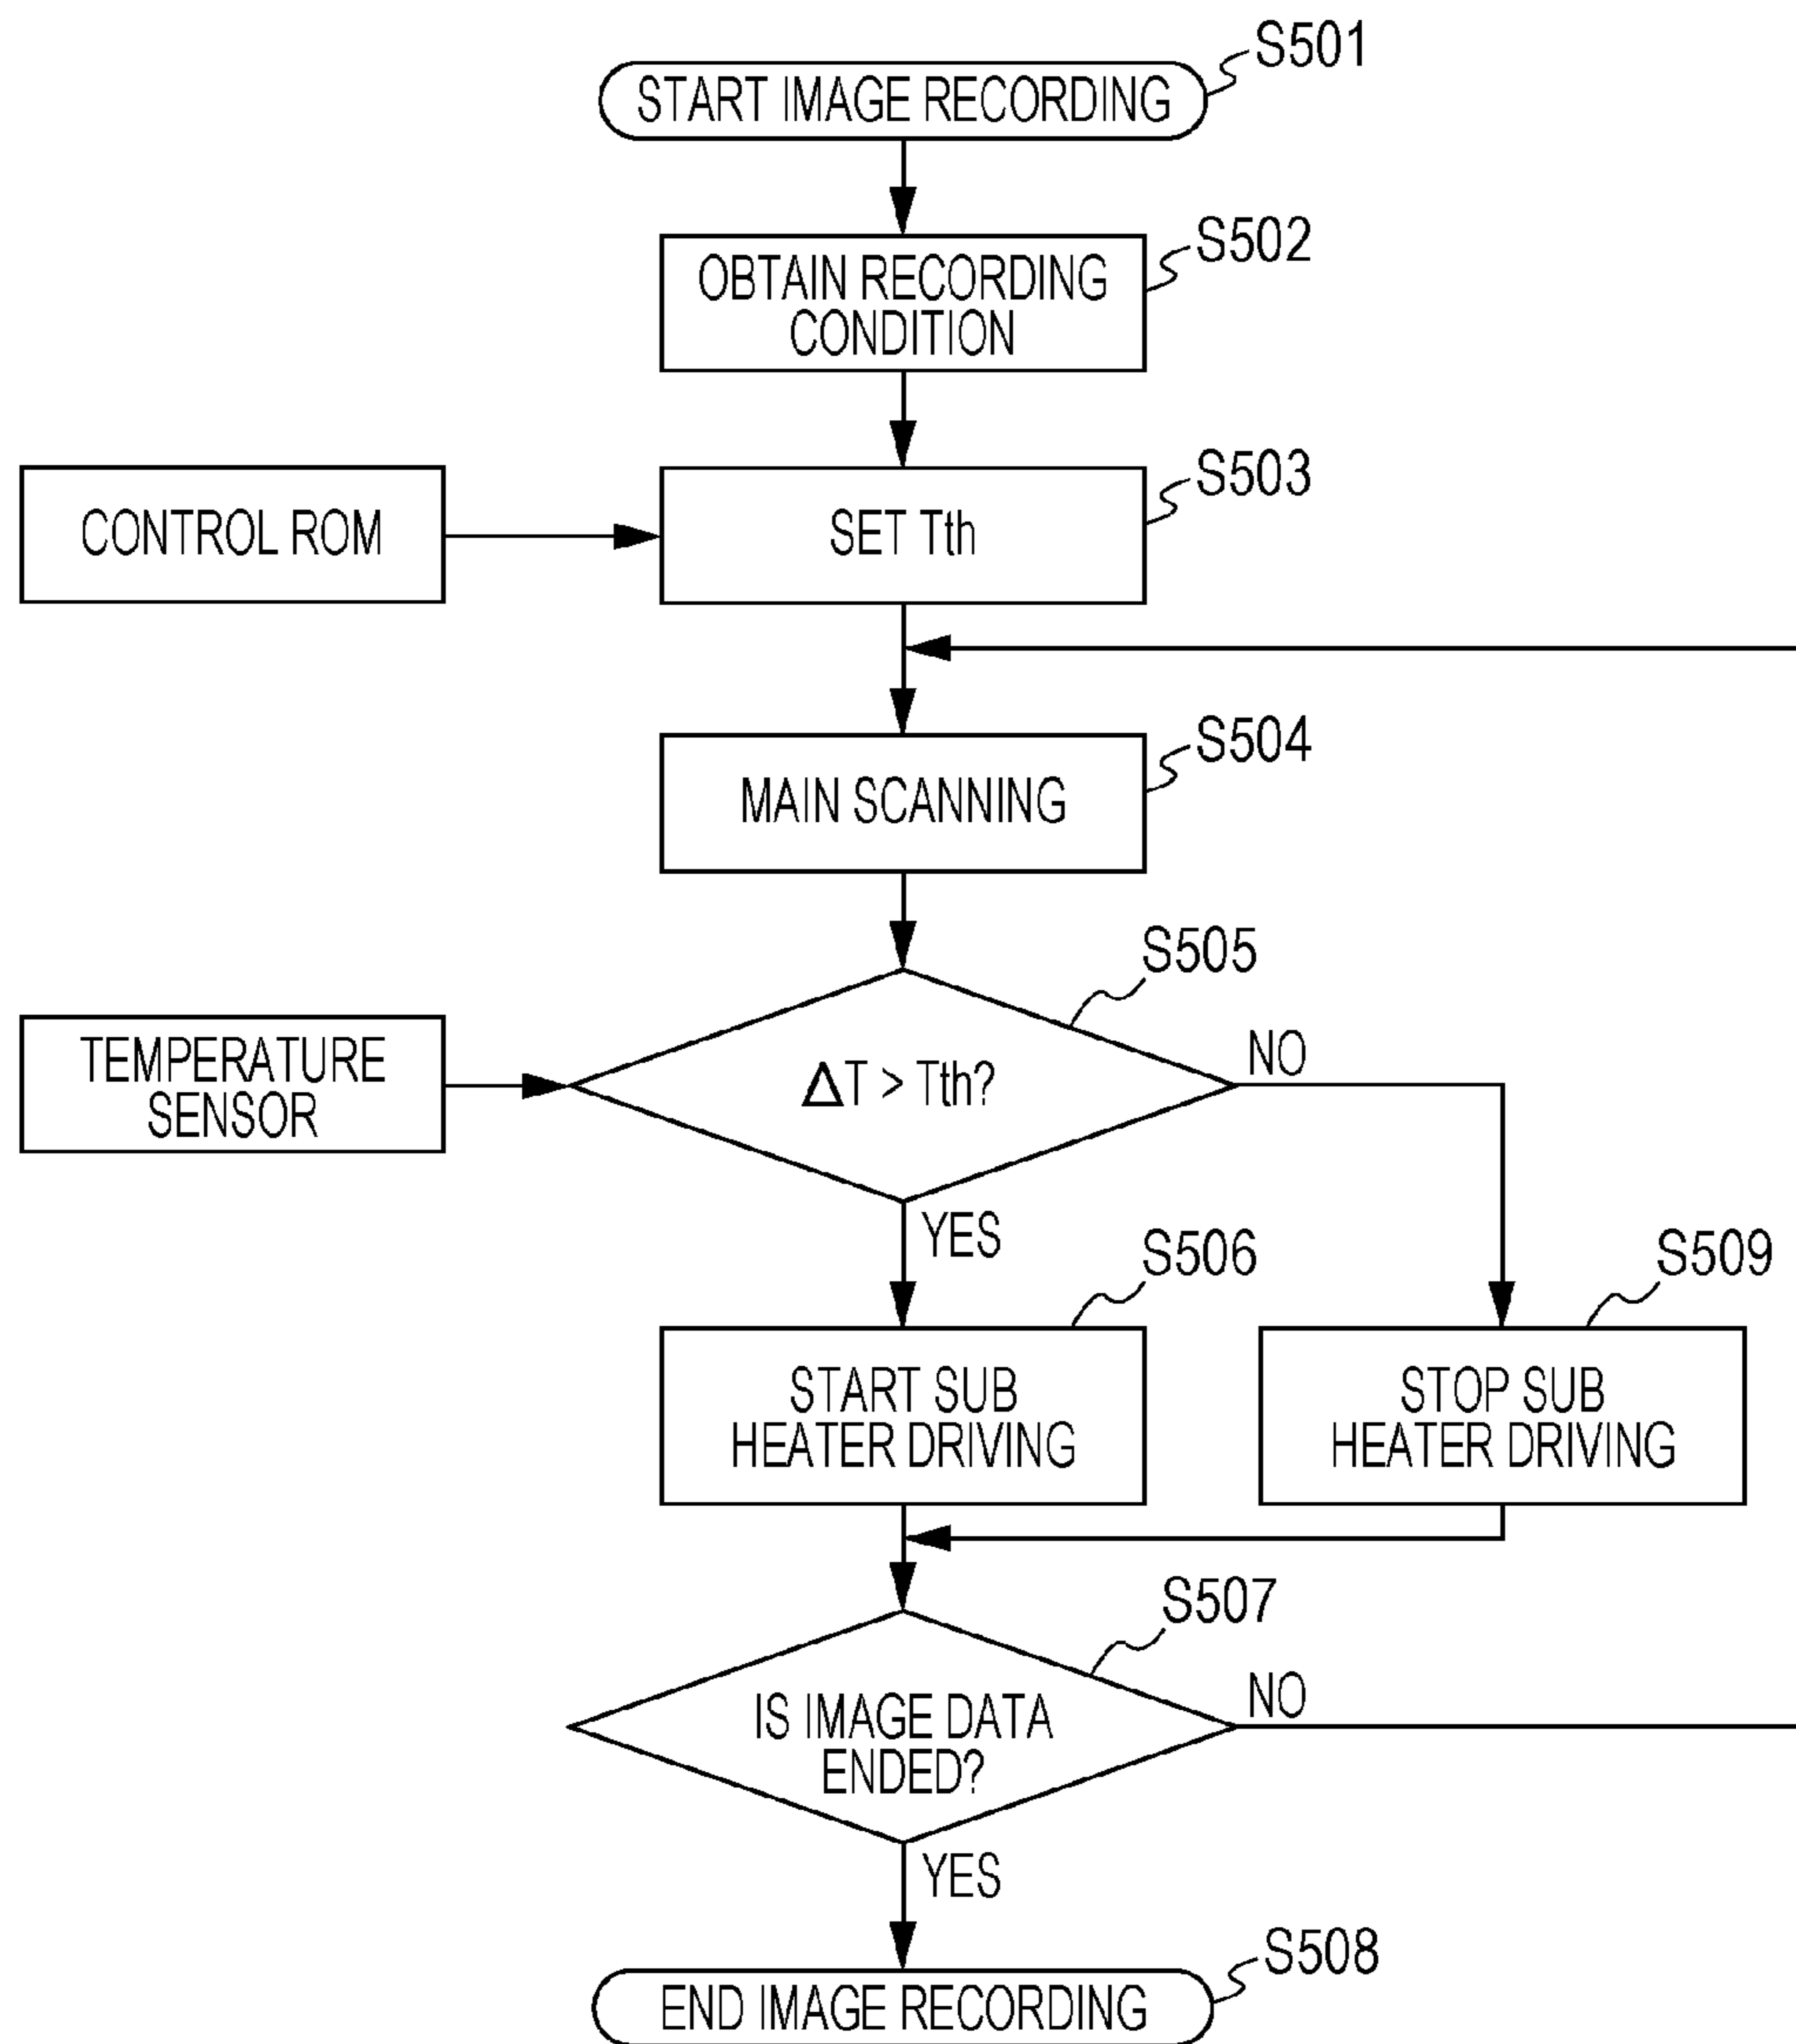 S501
START IMAGE RECORDING
S502
OBTAIN RECORDING
CONDITION
S503
CONTROL ROM
SET Tth
S504
MAIN SCANNING
S505
TEMPERATURE
SENSOR
ΔT > Tth?
NO
YES
S506
S509
START SUB
HEATER DRIVING
STOP SUB
HEATER DRIVING
S507
IS IMAGE DATA
ENDED?
NO
YES
S508
END IMAGE RECORDING